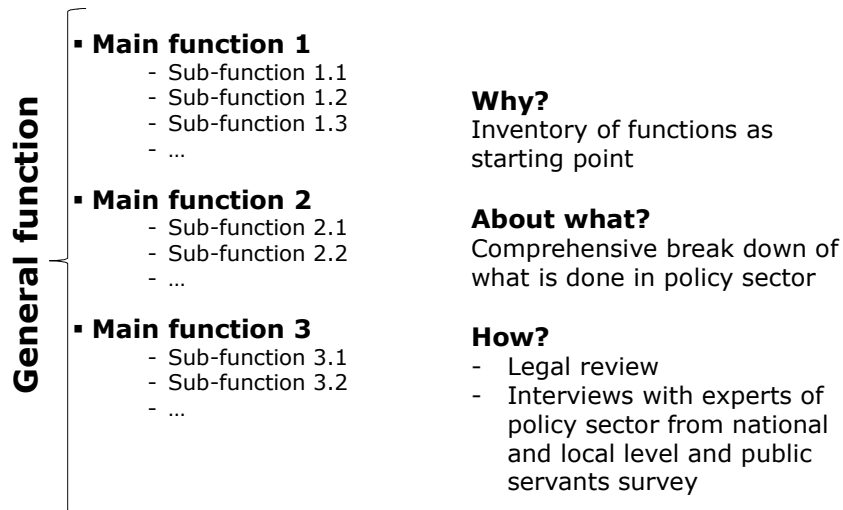 General function
▪ Main function 1
- Sub-function 1.1
- Sub-function 1.2
- Sub-function 1.3
- …
▪ Main function 2
- Sub-function 2.1
- Sub-function 2.2
- …
▪ Main function 3
- Sub-function 3.1
- Sub-function 3.2
- …
Why?
Inventory of functions as
starting point
About what?
Comprehensive break down of
what is done in policy sector
How?
- Legal review
- Interviews with experts of
policy sector from national
and local level and public
servants survey